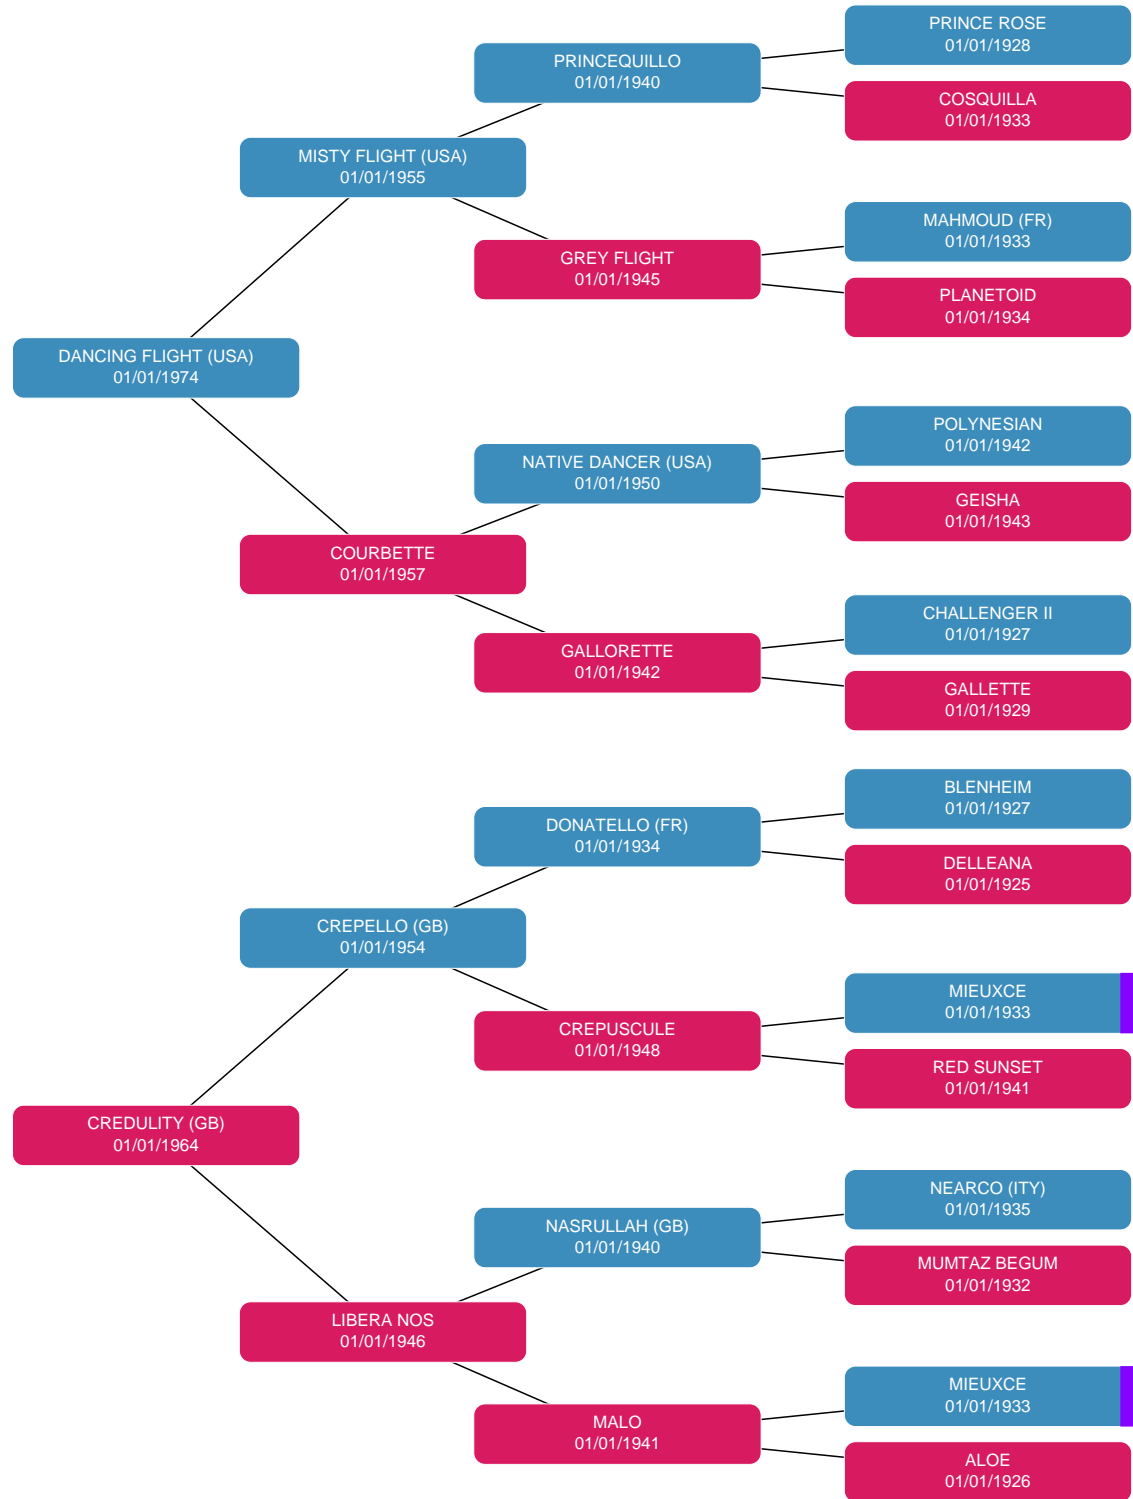 PRINCE ROSE
01/01/1928
PRINCEQUILLO
01/01/1940
COSQUILLA
01/01/1933
MISTY FLIGHT (USA)
01/01/1955
MAHMOUD (FR)
01/01/1933
GREY FLIGHT
01/01/1945
PLANETOID
01/01/1934
DANCING FLIGHT (USA)
01/01/1974
POLYNESIAN
01/01/1942
NATIVE DANCER (USA)
01/01/1950
GEISHA
01/01/1943
COURBETTE
01/01/1957
CHALLENGER II
01/01/1927
GALLORETTE
01/01/1942
GALLETTE
01/01/1929
BLENHEIM
01/01/1927
DONATELLO (FR)
01/01/1934
DELLEANA
01/01/1925
CREPELLO (GB)
01/01/1954
MIEUXCE
01/01/1933
CREPUSCULE
01/01/1948
RED SUNSET
01/01/1941
CREDULITY (GB)
01/01/1964
NEARCO (ITY)
01/01/1935
NASRULLAH (GB)
01/01/1940
MUMTAZ BEGUM
01/01/1932
LIBERA NOS
01/01/1946
MIEUXCE
01/01/1933
MALO
01/01/1941
ALOE
01/01/1926